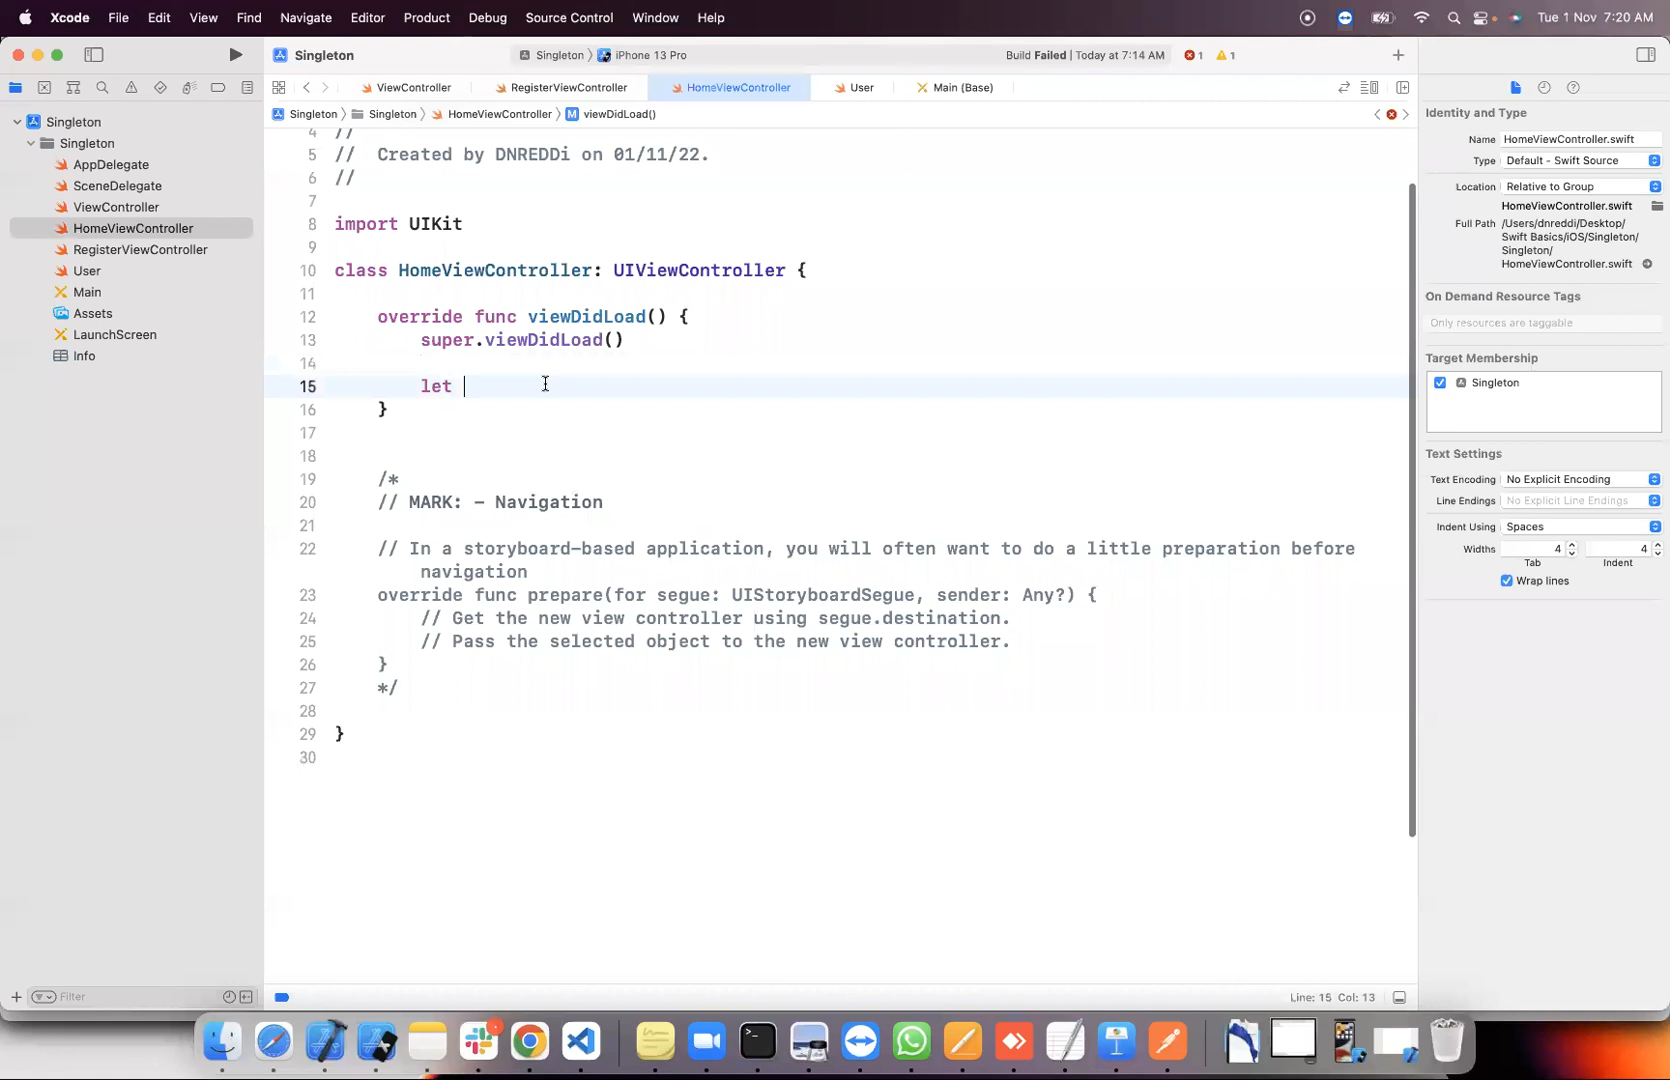 Xcode File Edit View Find Navigate Editor Product Debug Source Control Window Help Tue 1 Nov 7:20 AM
Singleton Singleton iPhone 13 Pro Build Failed | Today at 7:14 AM 1 1
ViewController RegisterViewController HomeViewController User Main (Base)
Singleton Singleton HomeViewController M viewDidLoad()
Singleton
Singleton
AppDelegate
SceneDelegate
ViewController
HomeViewController
RegisterViewController
User
Main
Assets
LaunchScreen
Info
Filter
4 //
5 // Created by DNREDDi on 01/11/22.
6 //
7
8 import UIKit
9
10 class HomeViewController: UIViewController {
11
12 override func viewDidLoad() {
13 super.viewDidLoad()
14
15 let
16 }
17
18
19 /*
20 // MARK: - Navigation
21
22 // In a storyboard-based application, you will often want to do a little preparation before
navigation
23 override func prepare(for segue: UIStoryboardSegue, sender: Any?) {
24 // Get the new view controller using segue.destination.
25 // Pass the selected object to the new view controller.
26 }
27 */
28
29 }
30
Line: 15 Col: 13
Identity and Type
Name HomeViewController.swift
Type Default - Swift Source
Location Relative to Group
HomeViewController.swift
Full Path /Users/dnreddi/Desktop/
Swift Basics/iOS/Singleton/
Singleton/
HomeViewController.swift
On Demand Resource Tags
Only resources are taggable
Target Membership
Singleton
Text Settings
Text Encoding No Explicit Encoding
Line Endings No Explicit Line Endings
Indent Using Spaces
Widths 4 4
Tab Indent
Wrap lines